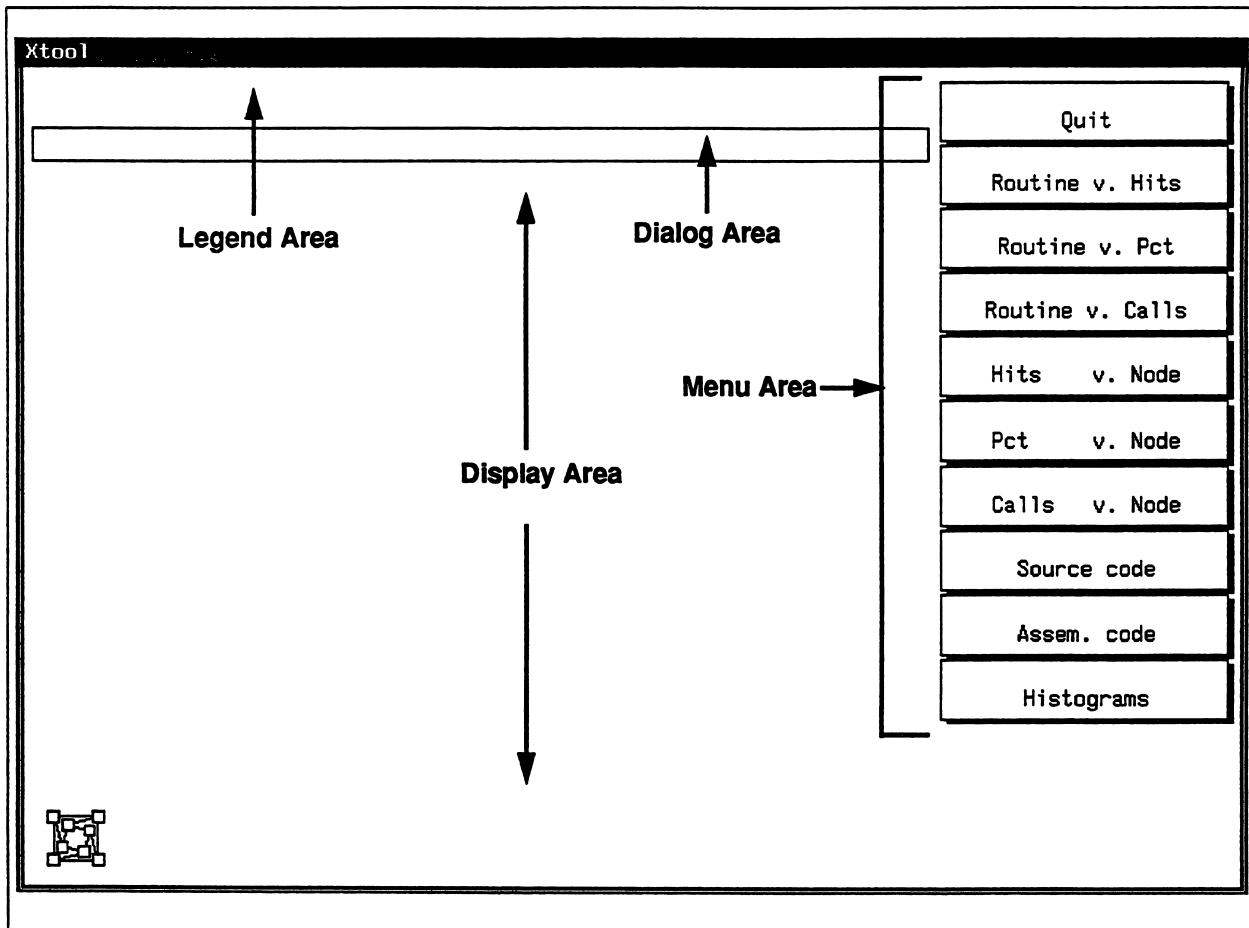 Xtool
Quit
Routine v. Hits
Legend Area
Dialog Area
Routine v. Pct
Routine v. Calls
Hits v. Node
Menu Area
Pct v. Node
Display Area
Calls v. Node
Source code
Assem. code
Histograms